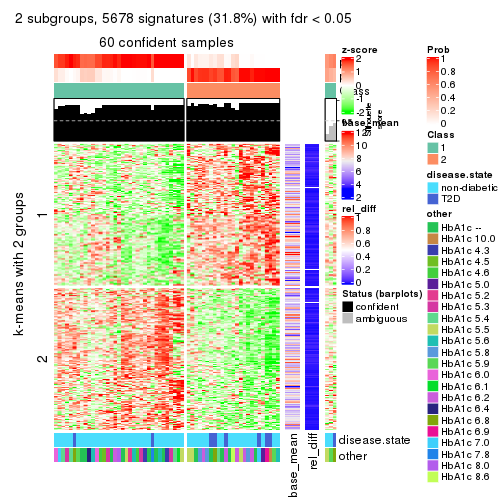 2 subgroups, 5678 signatures (31.8%) with fdr < 0.05
60 confident samples
k-means with 2 groups
1
2
base_mean
rel_diff
disease.state
other
z-score
2
-2
Silhouette
score
base_mean
12
10
8
6
4
2
rel_diff
1
0.8
0.6
0.4
0.2
0
Status (barplots)
confident
ambiguous
Prob
1
0.8
0.6
0.4
0.2
0
Class
1
2
disease.state
non-diabetic
T2D
other
HbA1c --
HbA1c 10.0
HbA1c 4.3
HbA1c 4.5
HbA1c 4.6
HbA1c 5.0
HbA1c 5.2
HbA1c 5.3
HbA1c 5.4
HbA1c 5.5
HbA1c 5.6
HbA1c 5.8
HbA1c 5.9
HbA1c 6.0
HbA1c 6.1
HbA1c 6.2
HbA1c 6.4
HbA1c 6.8
HbA1c 6.9
HbA1c 7.0
HbA1c 7.8
HbA1c 8.0
HbA1c 8.6